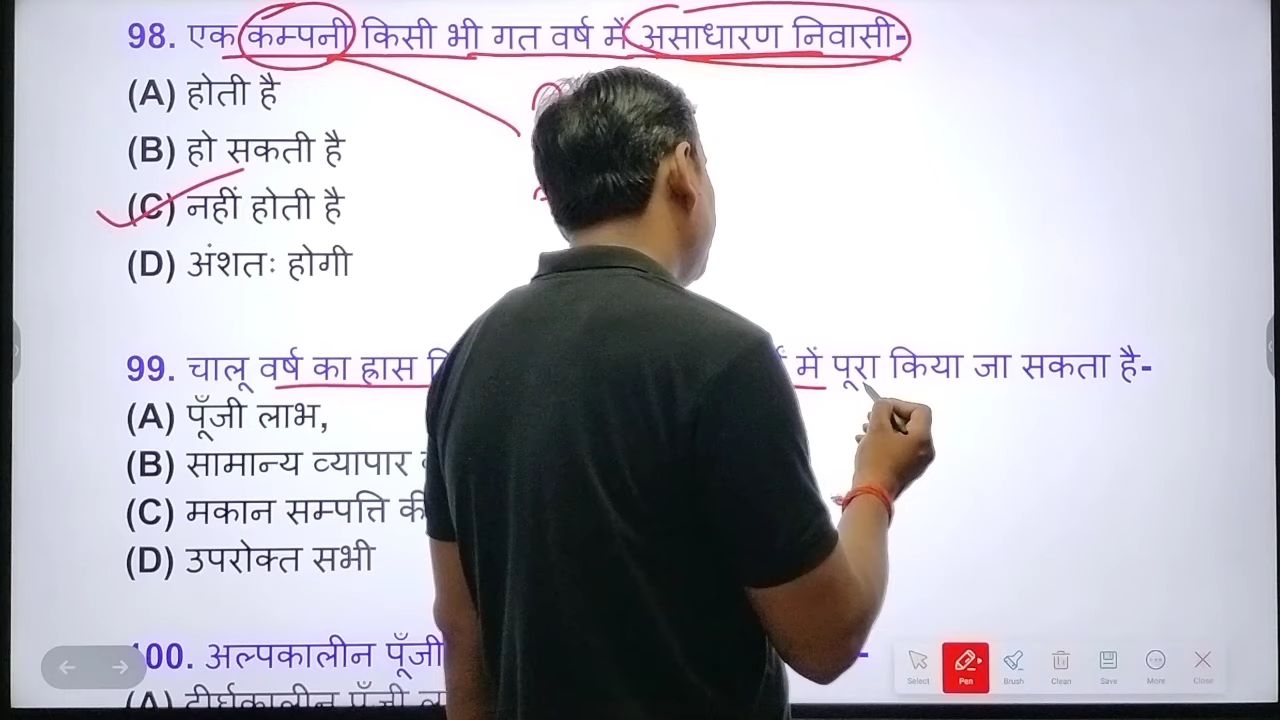 98. एक कम्पनी किसी भी गत वर्ष में असाधारण निवासी-
(A) होती है
(B) हो सकती है
(C) नहीं होती है
(D) अंशतः होगी
99. चालू वर्ष का ह्रास में पूरा किया जा सकता है-
(A) पूँजी लाभ,
(B) सामान्य व्यापार
(C) मकान सम्पत्ति की
(D) उपरोक्त सभी
100. अल्पकालीन पूँजी
(A) दीर्घकालीन पूँजी
Select Pen Brush Clean Save More Close